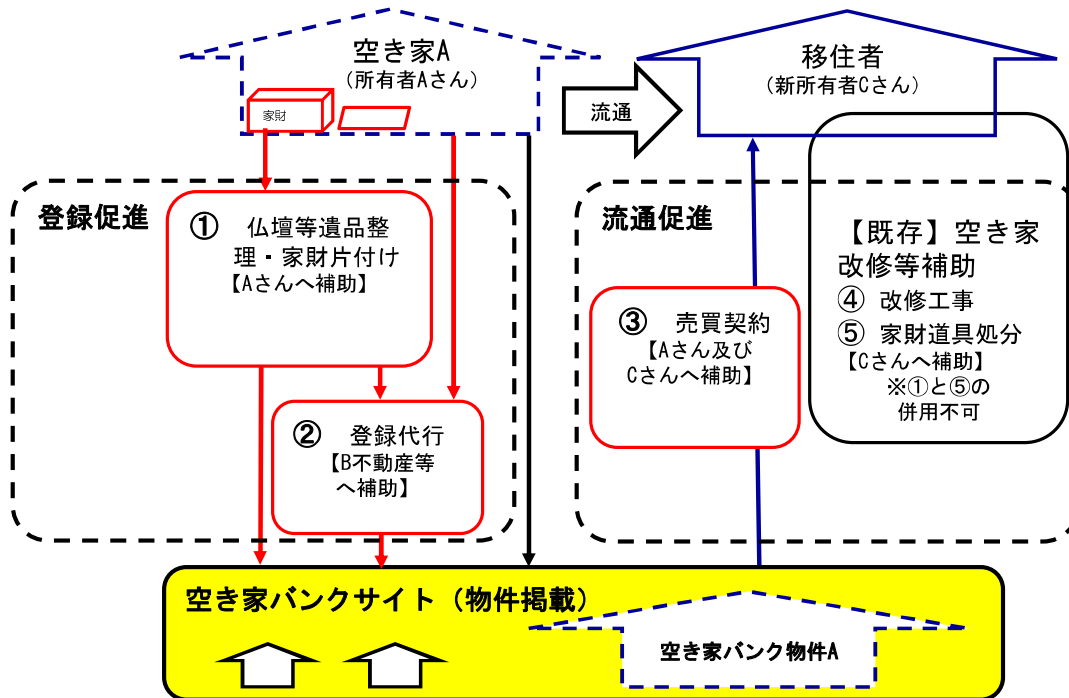 空き家A
(所有者Aさん)
家財
流通
移住者
(新所有者Cさん)
登録促進
① 仏壇等遺品整
理・家財片付け
【Aさんへ補助】
② 登録代行
【B不動産等
へ補助】
流通促進
③ 売買契約
【Aさん及び
Cさんへ補助】
【既存】空き家
改修等補助
④ 改修工事
⑤ 家財道具処分
【Cさんへ補助】
※①と⑤の
併用不可
空き家バンクサイト（物件掲載）
空き家バンク物件A